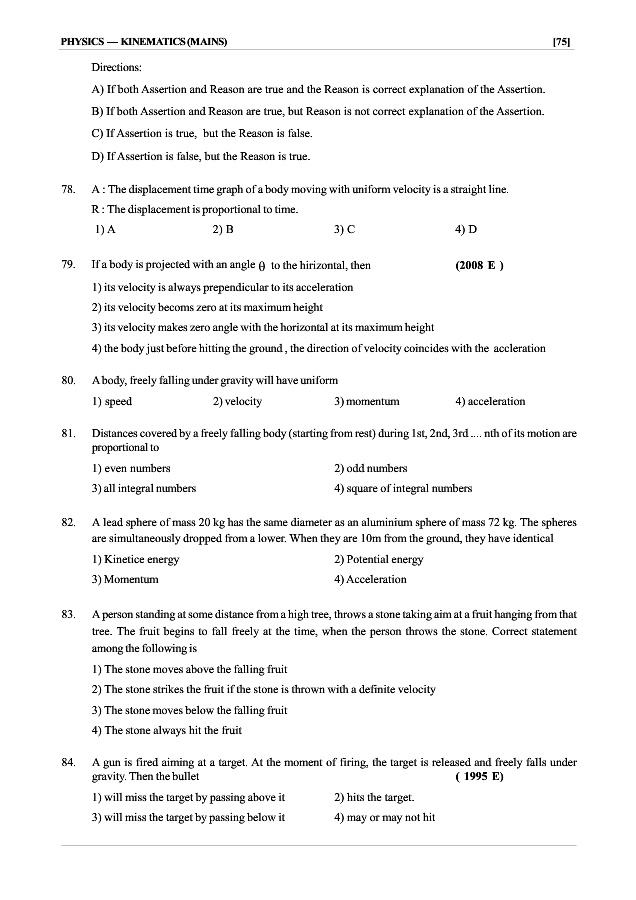 PHYSICS — KINEMATICS (MAINS) [75]
Directions:
A) If both Assertion and Reason are true and the Reason is correct explanation of the Assertion.
B) If both Assertion and Reason are true, but Reason is not correct explanation of the Assertion.
C) If Assertion is true, but the Reason is false.
D) If Assertion is false, but the Reason is true.
78. A : The displacement time graph of a body moving with uniform velocity is a straight line.
R : The displacement is proportional to time.
1) A 2) B 3) C 4) D
79. If a body is projected with an angle θ to the hirizontal, then (2008 E )
1) its velocity is always prependicular to its acceleration
2) its velocity becoms zero at its maximum height
3) its velocity makes zero angle with the horizontal at its maximum height
4) the body just before hitting the ground , the direction of velocity coincides with the accleration
80. A body, freely falling under gravity will have uniform
1) speed 2) velocity 3) momentum 4) acceleration
81. Distances covered by a freely falling body (starting from rest) during 1st, 2nd, 3rd .... nth of its motion are
proportional to
1) even numbers 2) odd numbers
3) all integral numbers 4) square of integral numbers
82. A lead sphere of mass 20 kg has the same diameter as an aluminium sphere of mass 72 kg. The spheres
are simultaneously dropped from a lower. When they are 10m from the ground, they have identical
1) Kinetice energy 2) Potential energy
3) Momentum 4) Acceleration
83. A person standing at some distance from a high tree, throws a stone taking aim at a fruit hanging from that
tree. The fruit begins to fall freely at the time, when the person throws the stone. Correct statement
among the following is
1) The stone moves above the falling fruit
2) The stone strikes the fruit if the stone is thrown with a definite velocity
3) The stone moves below the falling fruit
4) The stone always hit the fruit
84. A gun is fired aiming at a target. At the moment of firing, the target is released and freely falls under
gravity. Then the bullet ( 1995 E)
1) will miss the target by passing above it 2) hits the target.
3) will miss the target by passing below it 4) may or may not hit